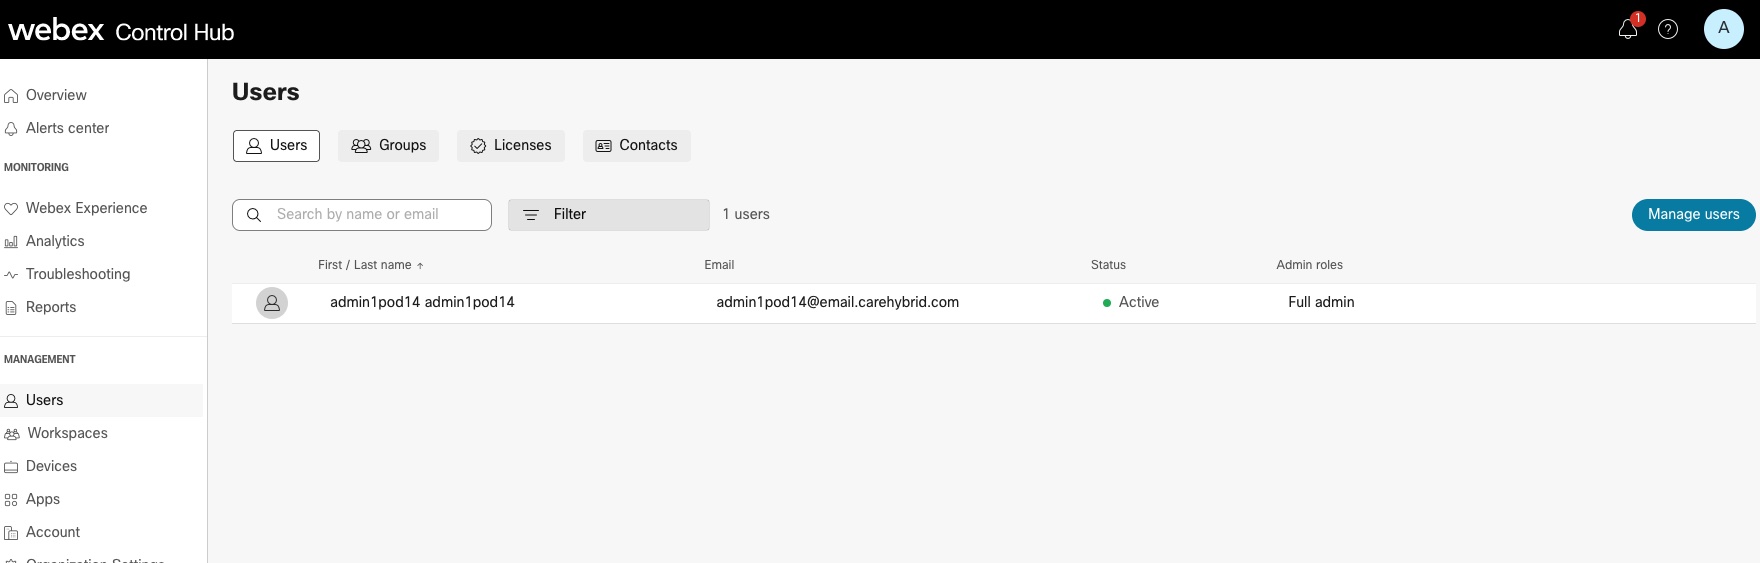 webex Control Hub
1
A
Overview
Alerts center
MONITORING
Webex Experience
Analytics
Troubleshooting
Reports
MANAGEMENT
Users
Workspaces
Devices
Apps
Account
Organization Settings
Users
Users Groups Licenses Contacts
Search by name or email Filter 1 users Manage users
First / Last name ↑ Email Status Admin roles
admin1pod14 admin1pod14 admin1pod14@email.carehybrid.com Active Full admin